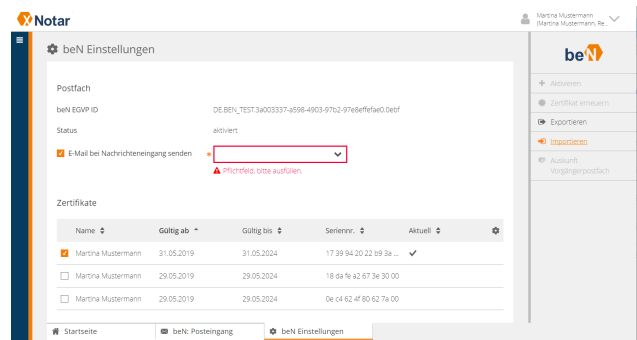 XNotar
Martina Mustermann
(Martina Mustermann, Re...
beN Einstellungen
beN
Postfach
beN EGVP ID DE.BEN_TEST.3a003337-a598-4903-97b2-97e8effefae0.0ebf
Status aktiviert
E-Mail bei Nachrichteneingang senden *
Pflichtfeld, bitte ausfüllen.
Zertifikate
Name Gültig ab Gültig bis Seriennr. Aktuell
Martina Mustermann 31.05.2019 31.05.2024 17 39 94 20 22 b9 3a ...
Martina Mustermann 29.05.2019 29.05.2024 18 da fe a2 67 3e 30 00
Martina Mustermann 29.05.2019 29.05.2024 0e c4 62 4f 80 62 7a 00
Aktivieren
Zertifikat erneuern
Exportieren
Importieren
Auskunft
Vorgängerpostfach
Startseite beN: Posteingang beN Einstellungen